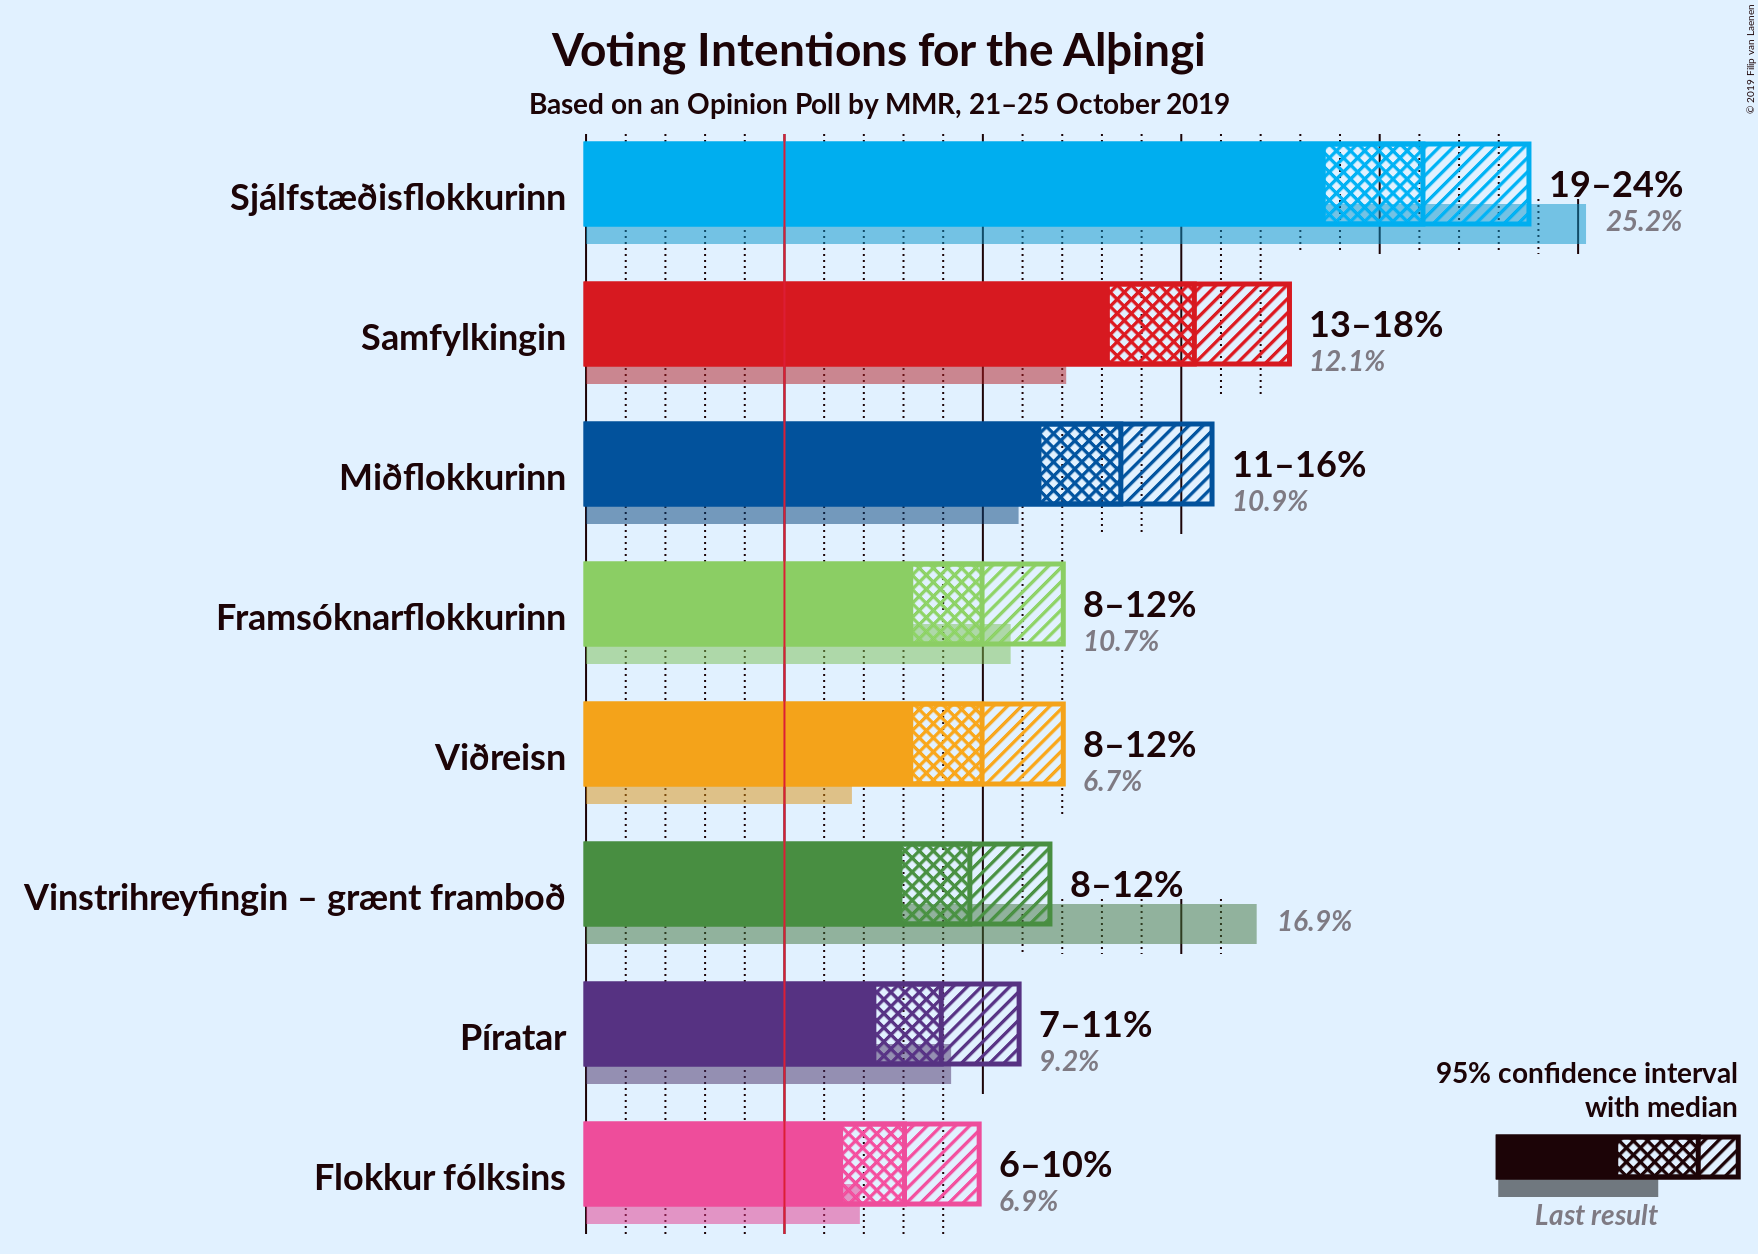 Voting Intentions for the Alþingi
Based on an Opinion Poll by MMR, 21–25 October 2019
© 2019 Filip van Laenen
Sjálfstæðisflokkurinn
19–24%
25.2%
Samfylkingin
13–18%
12.1%
Miðflokkurinn
11–16%
10.9%
Framsóknarflokkurinn
8–12%
10.7%
Viðreisn
8–12%
6.7%
Vinstrihreyfingin – grænt framboð
8–12%
16.9%
Píratar
7–11%
9.2%
Flokkur fólksins
6–10%
6.9%
95% confidence interval
with median
Last result